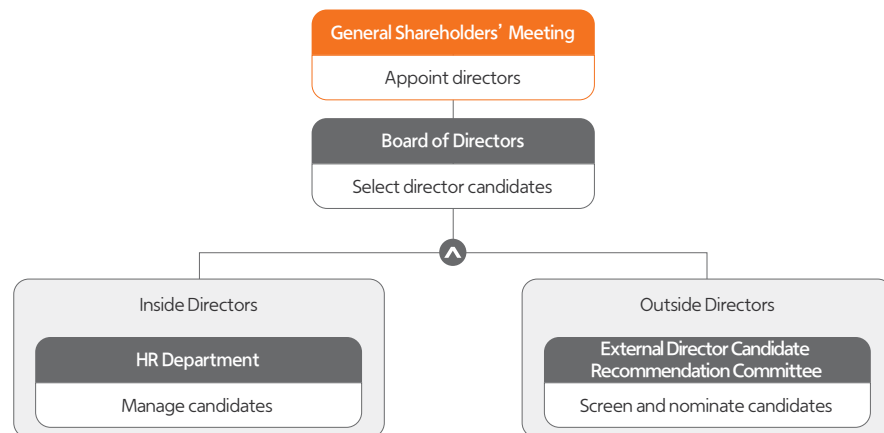 General Shareholders’ Meeting
Appoint directors
Board of Directors
Select director candidates
Inside Directors
HR Department
Manage candidates
Outside Directors
External Director Candidate
Recommendation Committee
Screen and nominate candidates